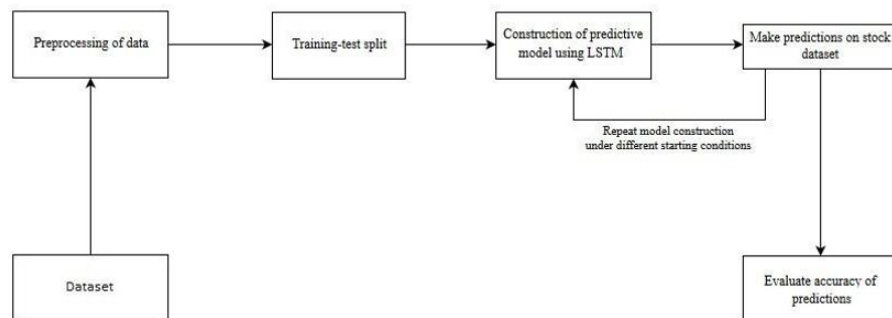 Preprocessing of data
Training-test split
Construction of predictive
model using LSTM
Make predictions on stock
dataset
Repeat model construction
under different starting conditions
Dataset
Evaluate accuracy of
predictions